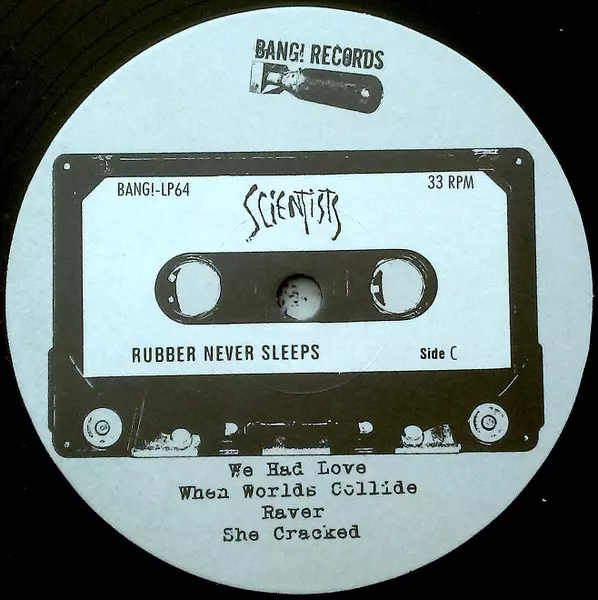 BANG! RECORDS
BANG!-LP64
SCIENTISTS
33 RPM
RUBBER NEVER SLEEPS
Side C
We Had Love
When Worlds Collide
Raver
She Cracked